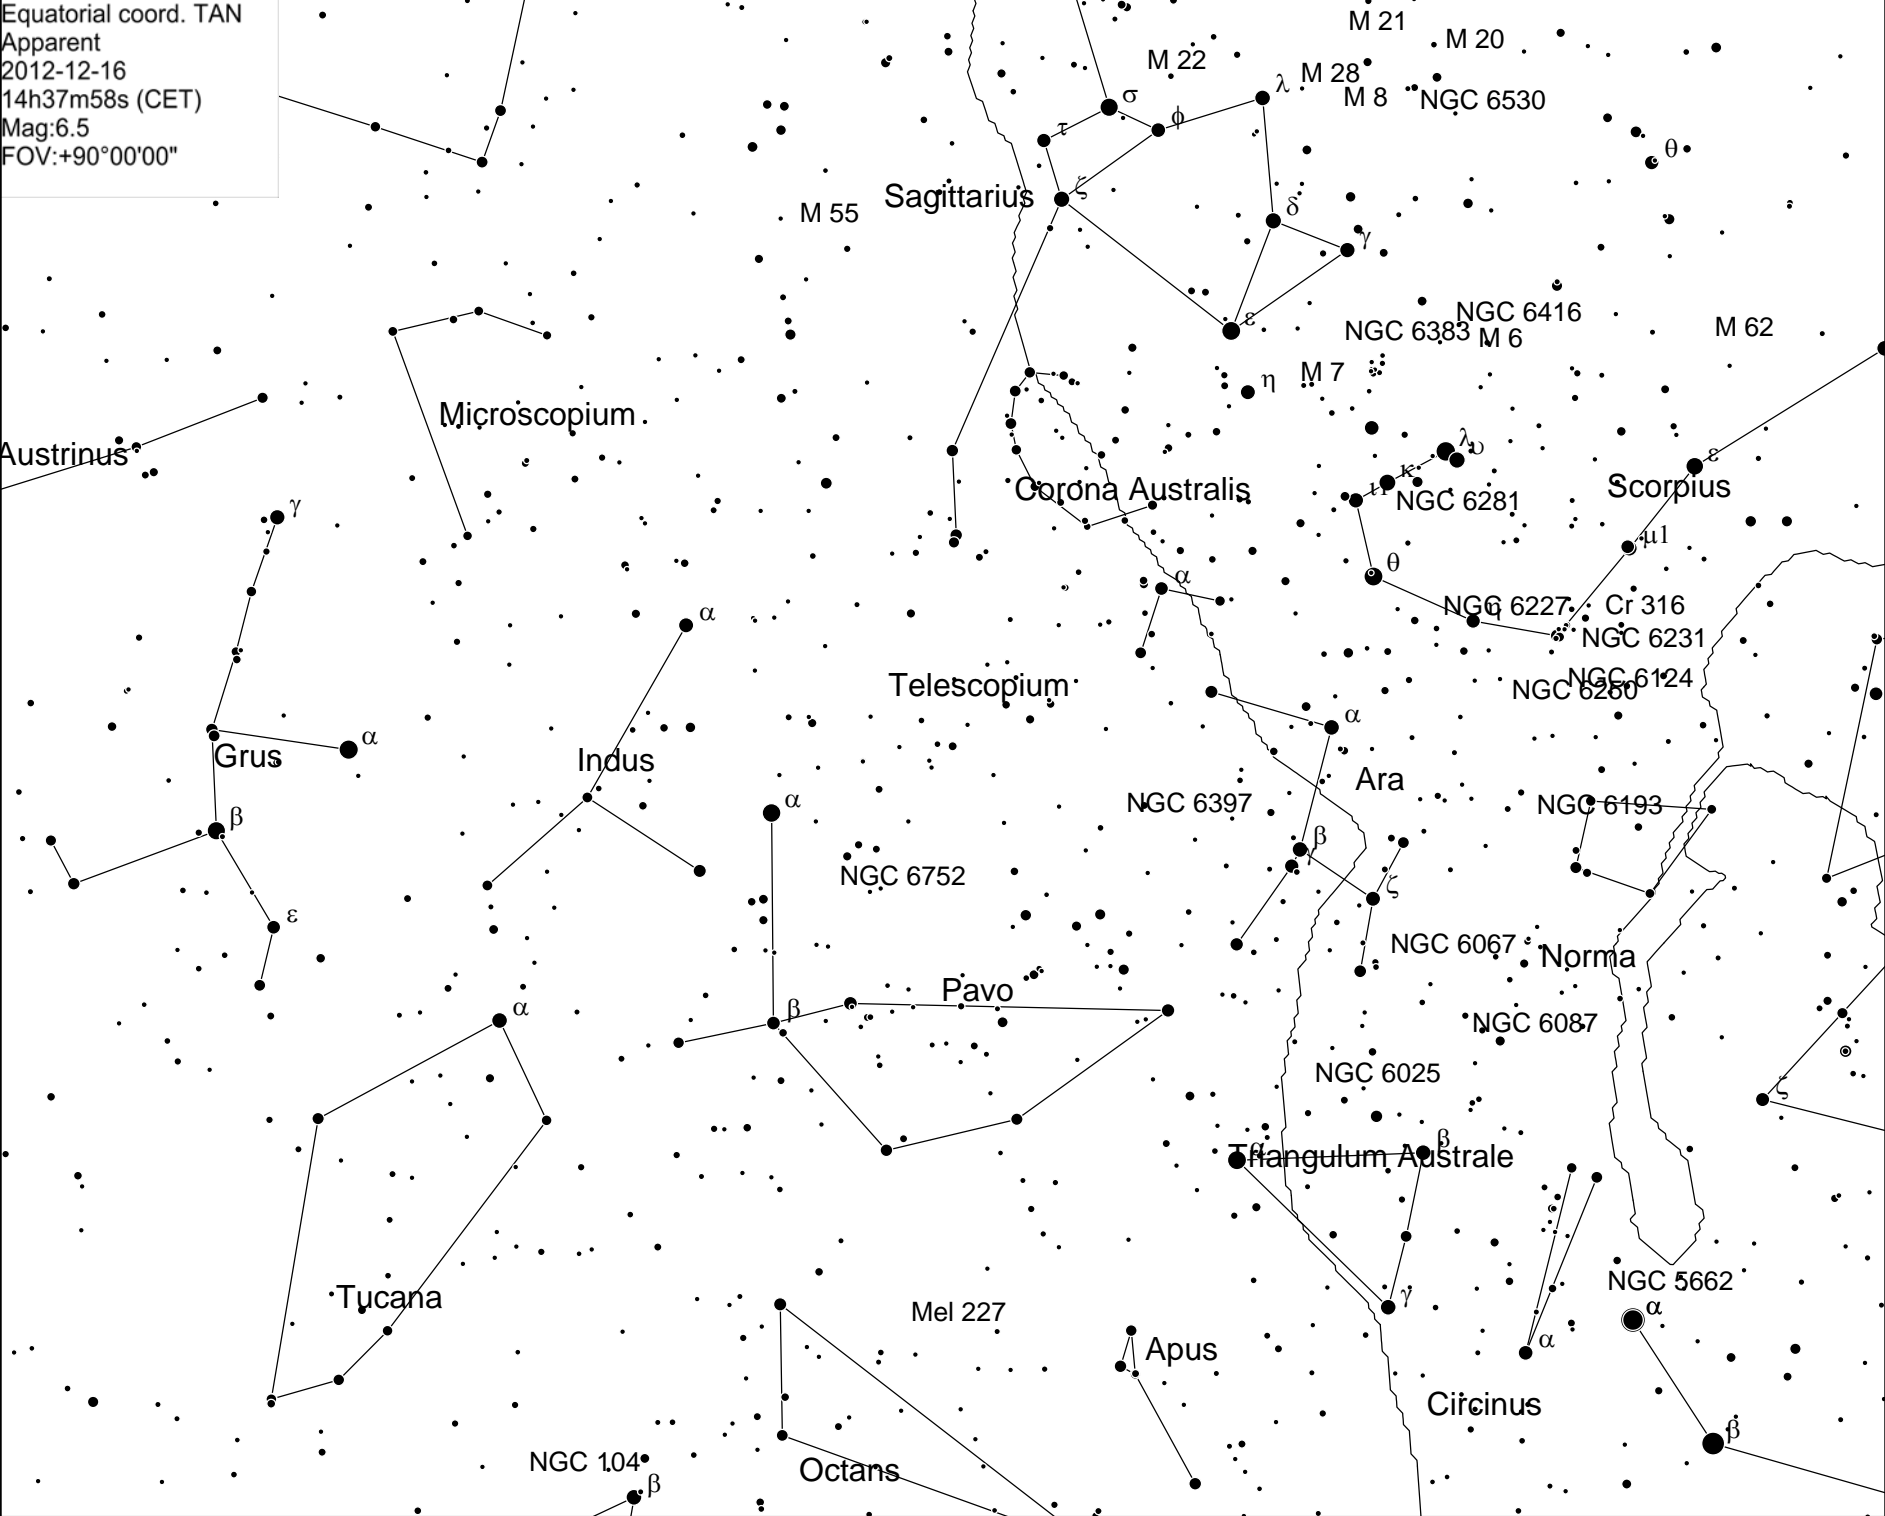 Equatorial coord. TAN
Apparent
2012-12-16
14h37m58s (CET)
Mag:6.5
FOV:+90°00'00"
M 21
M 20
M 22
M 28
M 8
NGC 6530
λ
σ
φ
τ
θ
Sagittarius
ζ
M 55
δ
γ
NGC 6416
ε
NGC 6383
M 6
M 62
η
M 7
Microscopium
Austrinus
λ
υ
κ
ε
ι1
Corona Australis
NGC 6281
Scorpius
γ
μ1
θ
α
α
NGC 6227
η
Cr 316
NGC 6231
Telescopium
NGC 6124
NGC 6250
α
α
Grus
Indus
Ara
α
NGC 6397
NGC 6193
β
β
γ
NGC 6752
ζ
ε
NGC 6067
Norma
Pavo
α
β
NGC 6087
NGC 6025
ζ
α
β
Triangulum Australe
NGC 5662
Tucana
γ
α
Mel 227
α
Apus
Circinus
β
NGC 104
Octans
β